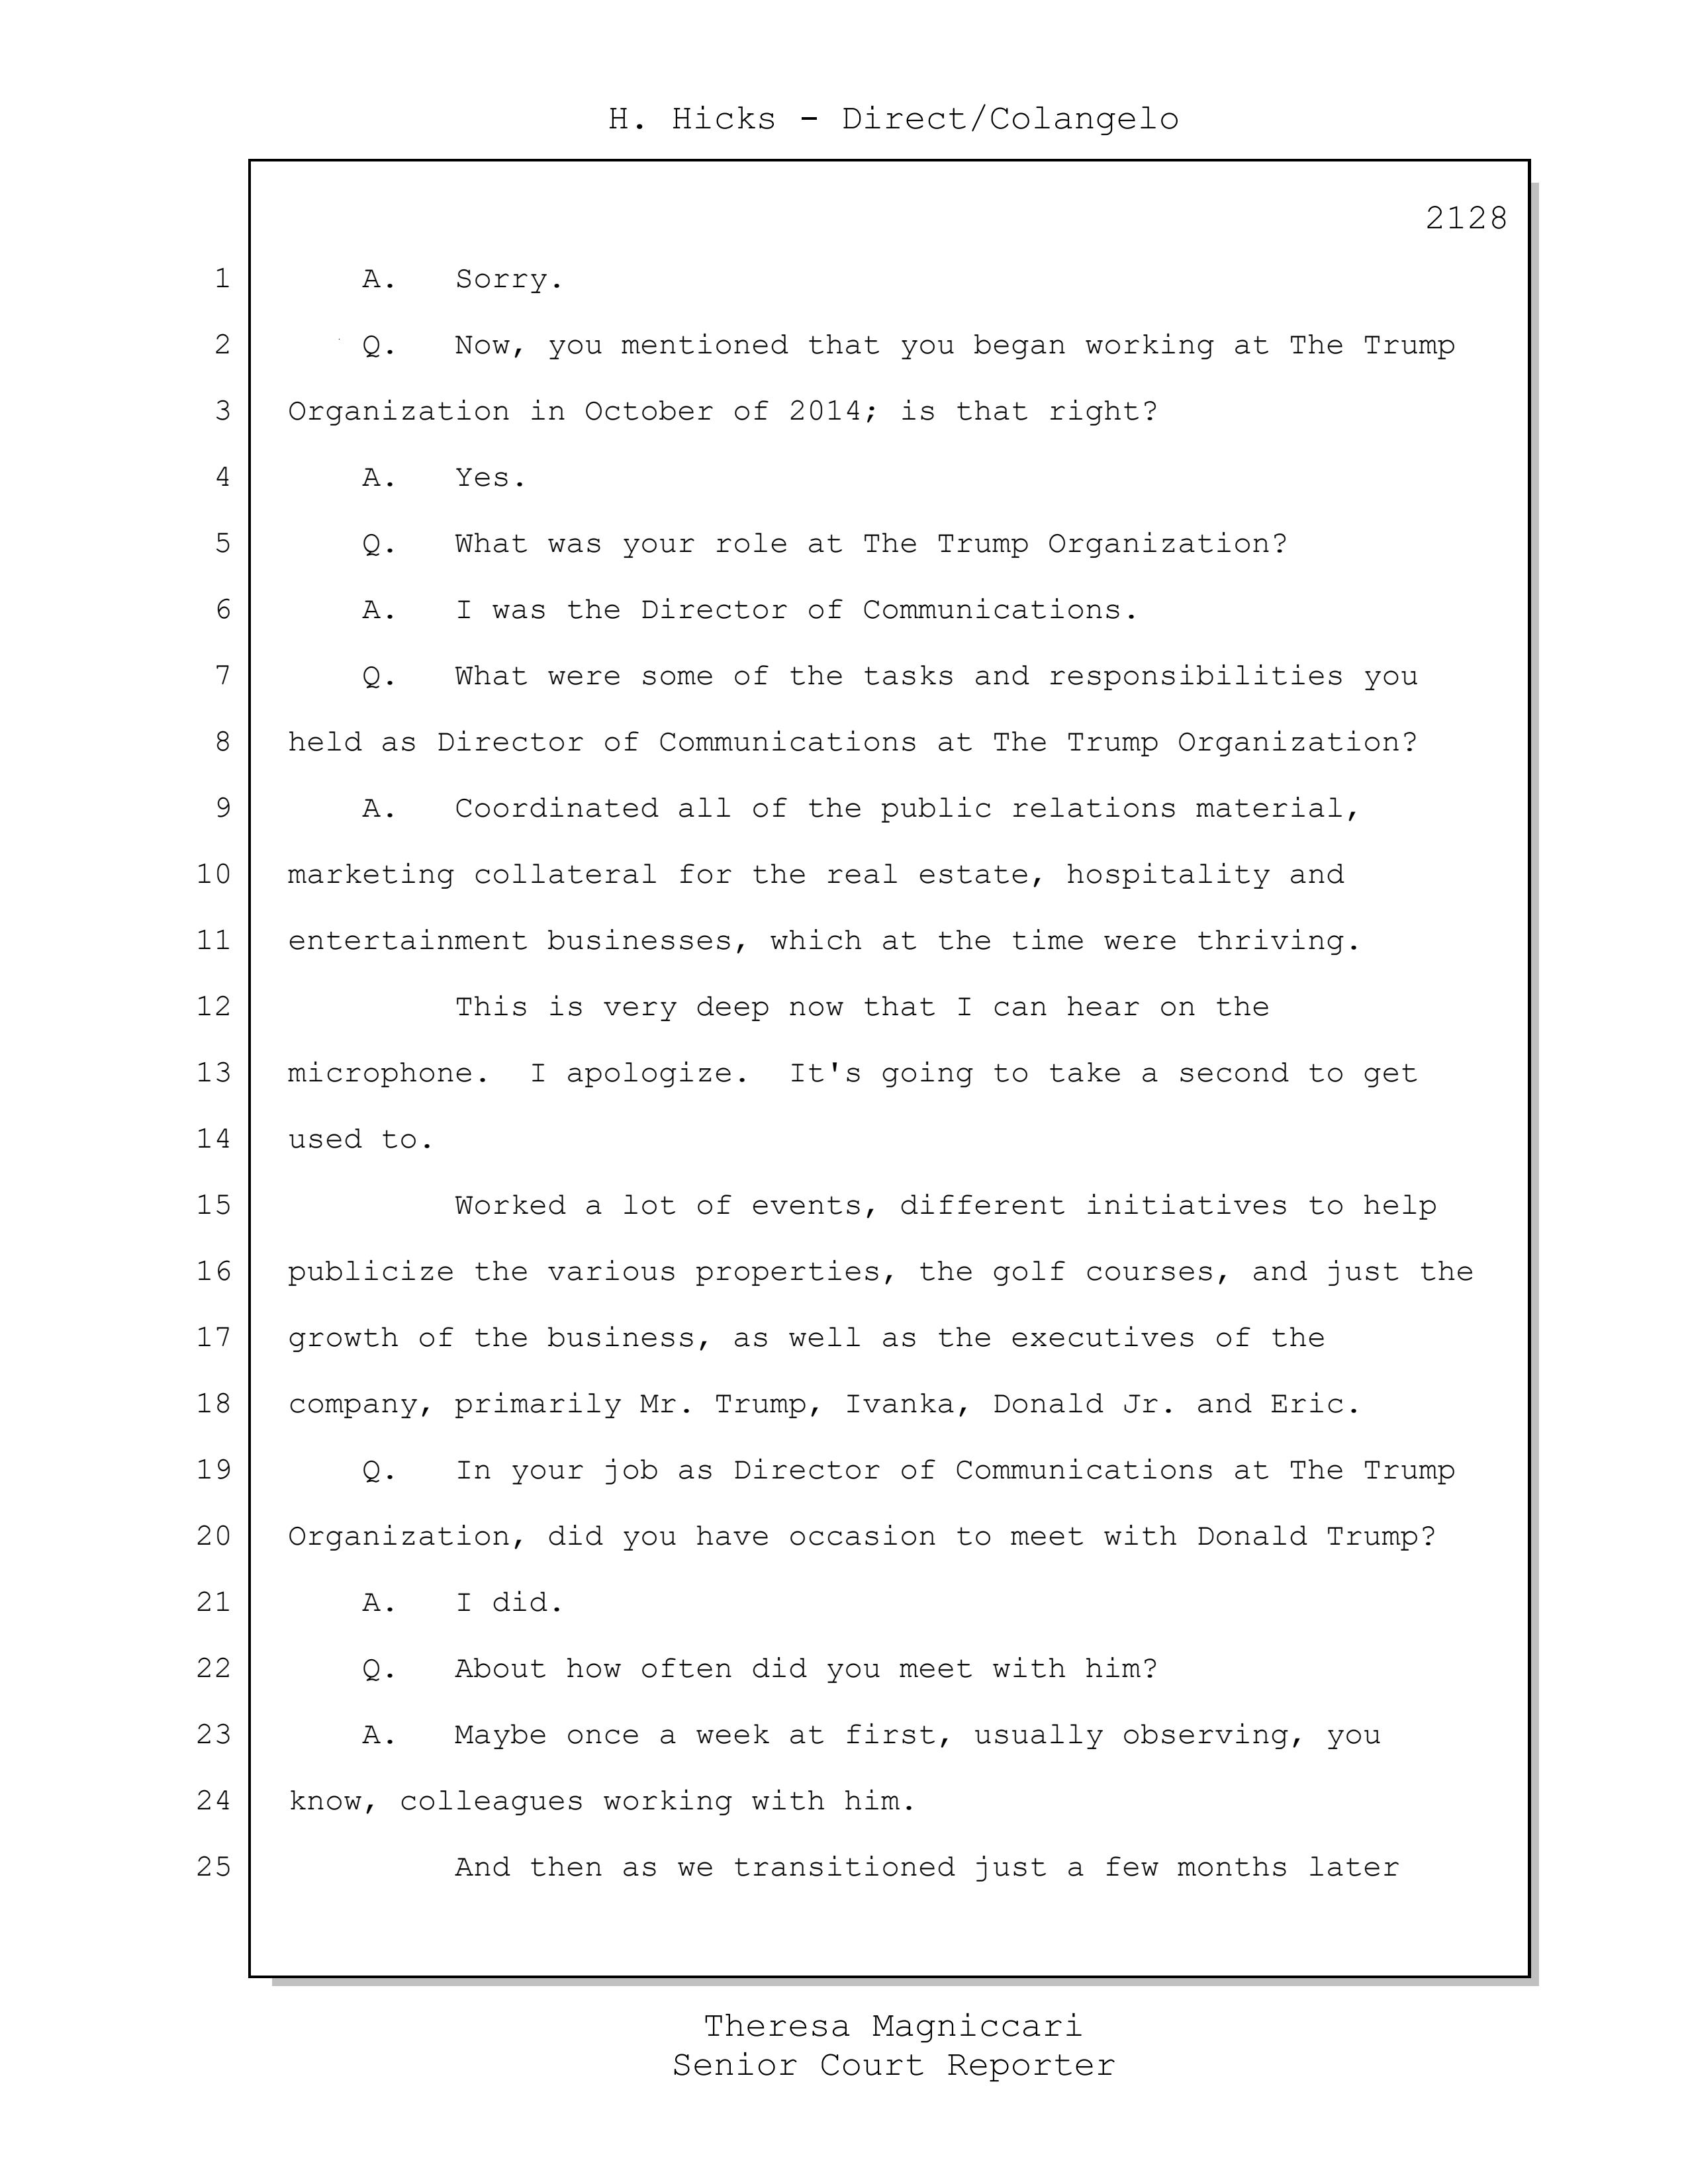 H. Hicks - Direct/Colangelo
2128
1 A. Sorry.
2 Q. Now, you mentioned that you began working at The Trump
3 Organization in October of 2014; is that right?
4 A. Yes.
5 Q. What was your role at The Trump Organization?
6 A. I was the Director of Communications.
7 Q. What were some of the tasks and responsibilities you
8 held as Director of Communications at The Trump Organization?
9 A. Coordinated all of the public relations material,
10 marketing collateral for the real estate, hospitality and
11 entertainment businesses, which at the time were thriving.
12 This is very deep now that I can hear on the
13 microphone. I apologize. It's going to take a second to get
14 used to.
15 Worked a lot of events, different initiatives to help
16 publicize the various properties, the golf courses, and just the
17 growth of the business, as well as the executives of the
18 company, primarily Mr. Trump, Ivanka, Donald Jr. and Eric.
19 Q. In your job as Director of Communications at The Trump
20 Organization, did you have occasion to meet with Donald Trump?
21 A. I did.
22 Q. About how often did you meet with him?
23 A. Maybe once a week at first, usually observing, you
24 know, colleagues working with him.
25 And then as we transitioned just a few months later
Theresa Magniccari
Senior Court Reporter